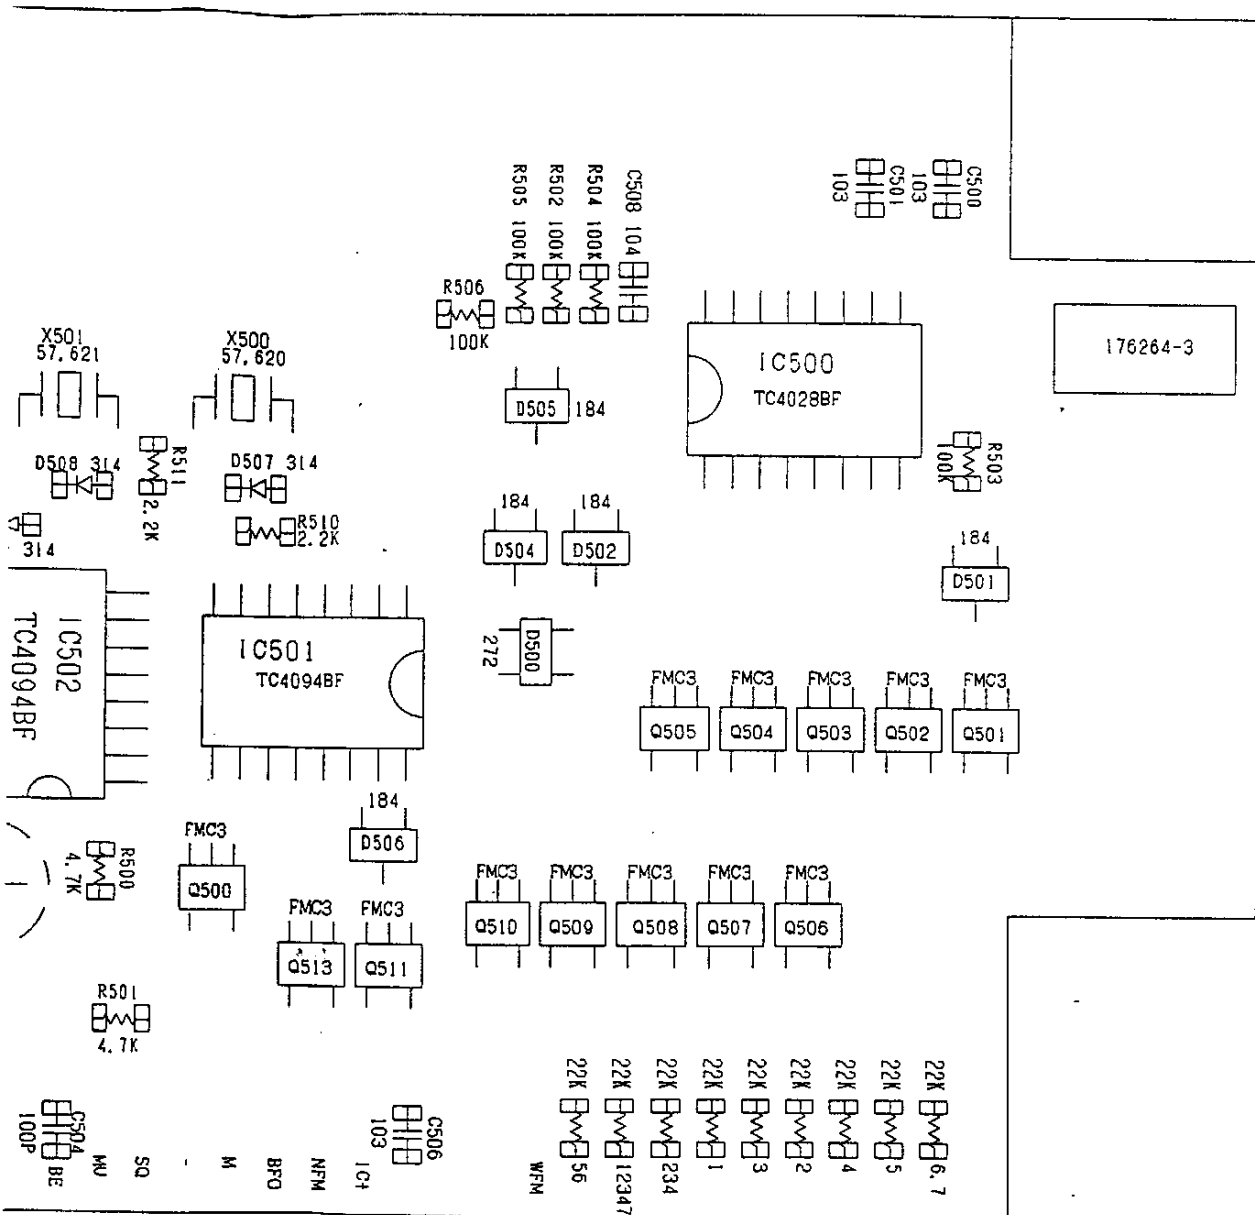 R505 100K
R502 100K
R504 100K
C508 104
C501
103
C500
103
R506
100K
X501
57.621
X500
57.620
IC500
TC4028BF
176264-3
D505 184
D508 314
R511
2.2K
D507 314
R510
2.2K
R503
100K
314
184
D504
184
D502
184
D501
IC502
TC4094BF
IC501
TC4094BF
272
D500
FMC3
Q505
FMC3
Q504
FMC3
Q503
FMC3
Q502
FMC3
Q501
184
D506
R500
4.7K
FMC3
Q500
FMC3
Q513
FMC3
Q511
FMC3
Q510
FMC3
Q509
FMC3
Q508
FMC3
Q507
FMC3
Q506
R501
4.7K
C504
100P
BE
MU
SQ
-
M
BFO
NFM
IC+
C506
103
WFM
22K
56
22K
12347
22K
234
22K
1
22K
3
22K
2
22K
4
22K
5
22K
6.7